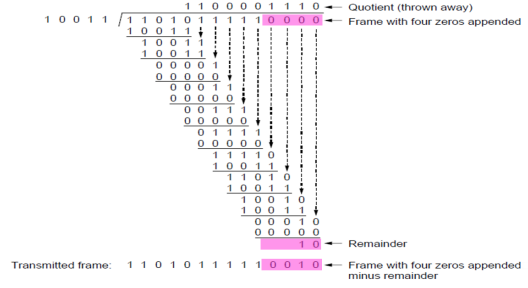 1 1 0 0 0 0 1 1 1 0 Quotient (thrown away)
1 0 0 1 1 1 1 0 1 0 1 1 1 1 1 0 0 0 0 Frame with four zeros appended
1 0 0 1 1
1 0 0 1 1
1 0 0 1 1
0 0 0 0 1
0 0 0 0 0
0 0 0 1 1
0 0 0 0 0
0 0 1 1 1
0 0 0 0 0
0 1 1 1 1
0 0 0 0 0
1 1 1 1 0
1 0 0 1 1
1 1 0 1 0
1 0 0 1 1
1 0 0 1 0
1 0 0 1 1
0 0 0 1 0
0 0 0 0 0
1 0 Remainder
Transmitted frame: 1 1 0 1 0 1 1 1 1 1 0 0 1 0 Frame with four zeros appended
minus remainder